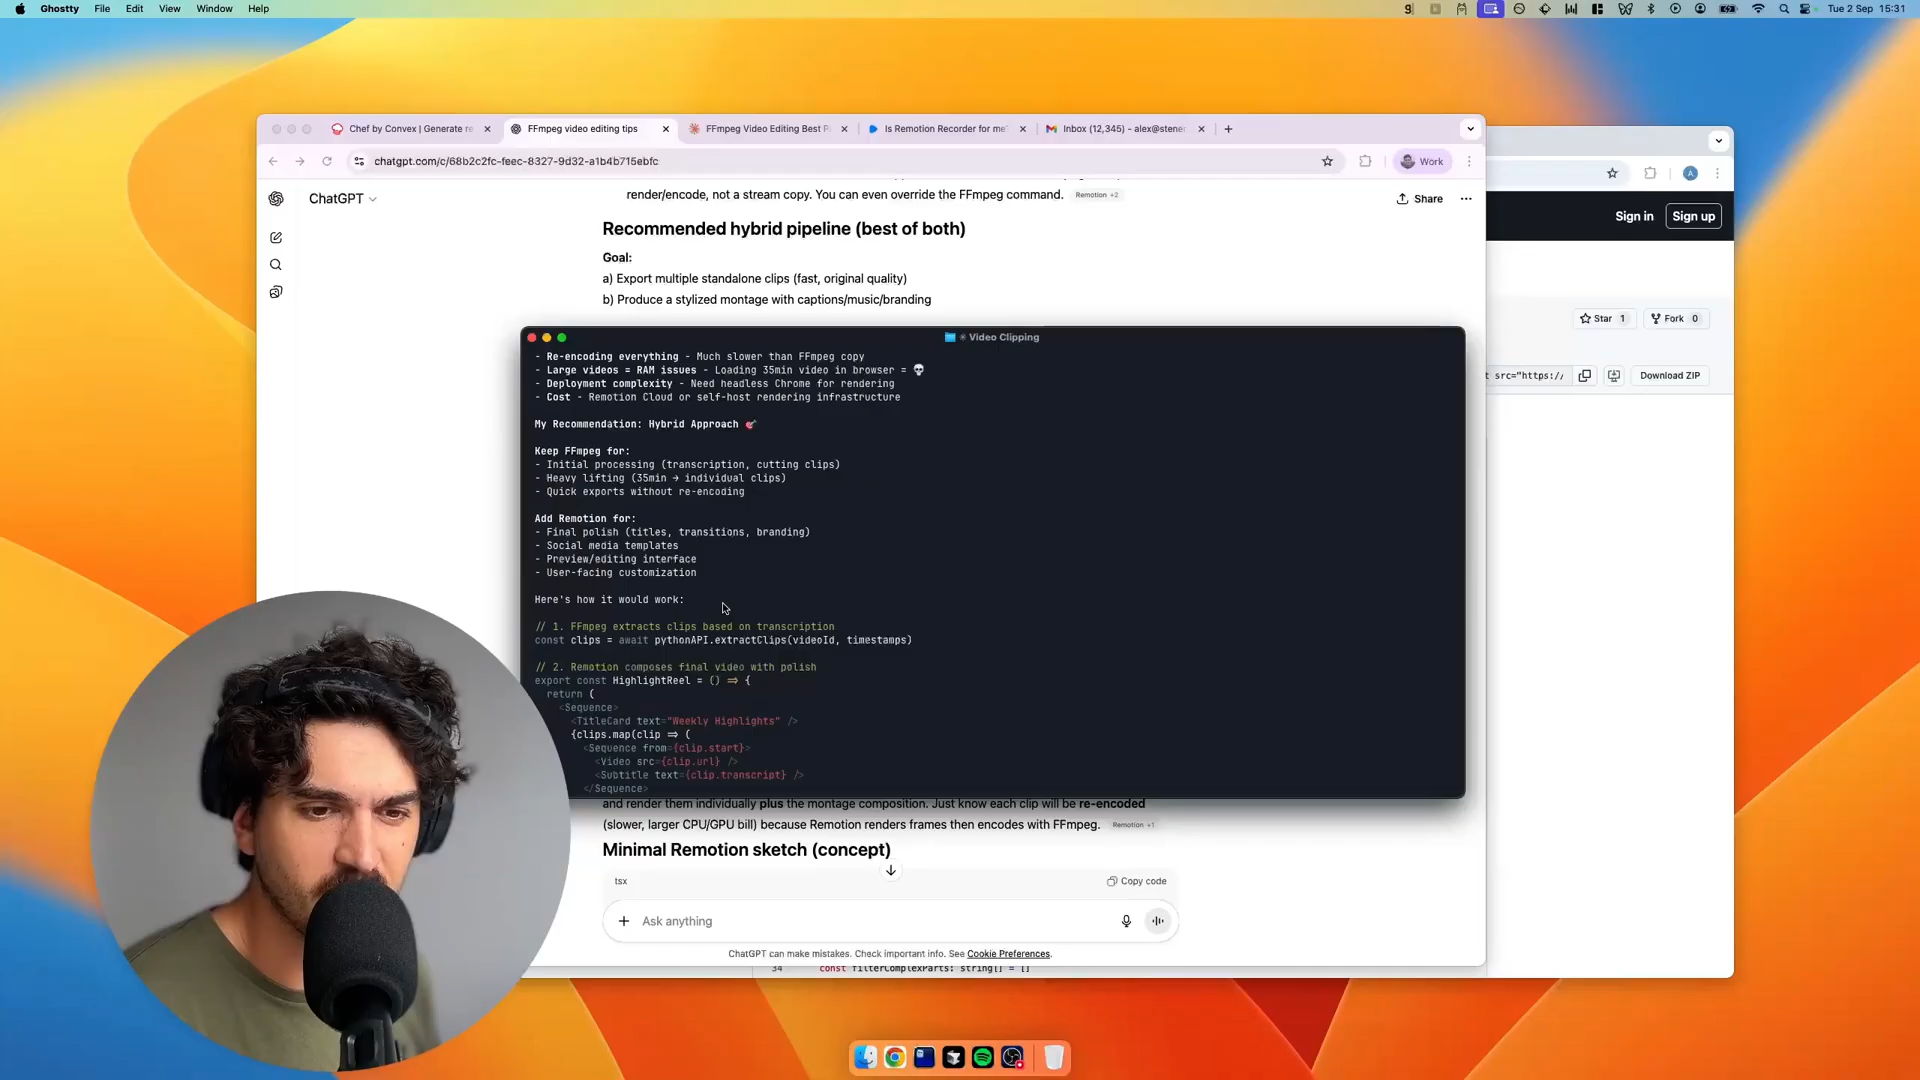 Ghostty File Edit View Window Help
Tue 2 Sep 15:31
Chef by Convex | Generate re
FFmpeg video editing tips
FFmpeg Video Editing Best P
Is Remotion Recorder for me
Inbox (12,345) - alex@stener
chatgpt.com/c/68b2c2fc-feec-8327-9d32-a1b4b715ebfc
Work
ChatGPT
Share
render/encode, not a stream copy. You can even override the FFmpeg command. Remotion +2
Recommended hybrid pipeline (best of both)
Goal:
a) Export multiple standalone clips (fast, original quality)
b) Produce a stylized montage with captions/music/branding
Sign in
Sign up
Star 1
Fork 0
t src="https:/
Download ZIP
Video Clipping
- Re-encoding everything - Much slower than FFmpeg copy
- Large videos = RAM issues - Loading 35min video in browser = 💀
- Deployment complexity - Need headless Chrome for rendering
- Cost - Remotion Cloud or self-host rendering infrastructure
My Recommendation: Hybrid Approach 🎯
Keep FFmpeg for:
- Initial processing (transcription, cutting clips)
- Heavy lifting (35min → individual clips)
- Quick exports without re-encoding
Add Remotion for:
- Final polish (titles, transitions, branding)
- Social media templates
- Preview/editing interface
- User-facing customization
Here's how it would work:
// 1. FFmpeg extracts clips based on transcription
const clips = await pythonAPI.extractClips(videoId, timestamps)
// 2. Remotion composes final video with polish
export const HighlightReel = () => {
return (
<Sequence>
<TitleCard text="Weekly Highlights" />
{clips.map(clip => (
<Sequence from={clip.start}>
<Video src={clip.url} />
<Subtitle text={clip.transcript} />
</Sequence>
and render them individually plus the montage composition. Just know each clip will be re-encoded
(slower, larger CPU/GPU bill) because Remotion renders frames then encodes with FFmpeg. Remotion +1
Minimal Remotion sketch (concept)
tsx
Copy code
Ask anything
ChatGPT can make mistakes. Check important info. See Cookie Preferences.
34 const filterComplexParts: string[] = []